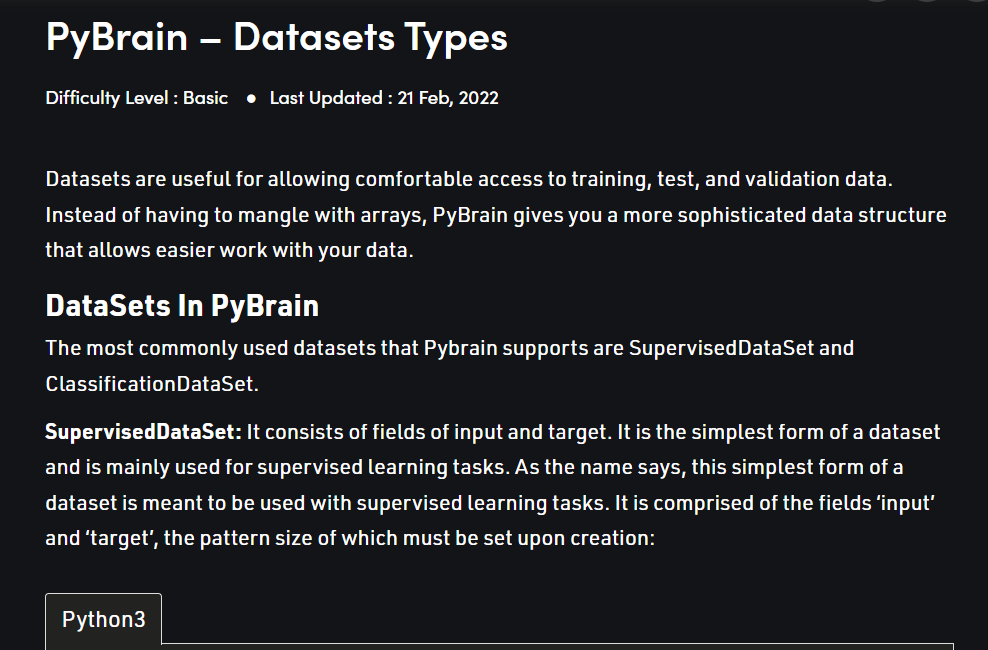 PyBrain – Datasets Types
Difficulty Level : Basic ● Last Updated : 21 Feb, 2022
Datasets are useful for allowing comfortable access to training, test, and validation data.
Instead of having to mangle with arrays, PyBrain gives you a more sophisticated data structure
that allows easier work with your data.
DataSets In PyBrain
The most commonly used datasets that Pybrain supports are SupervisedDataSet and
ClassificationDataSet.
SupervisedDataSet: It consists of fields of input and target. It is the simplest form of a dataset
and is mainly used for supervised learning tasks. As the name says, this simplest form of a
dataset is meant to be used with supervised learning tasks. It is comprised of the fields ‘input’
and ‘target’, the pattern size of which must be set upon creation:
Python3